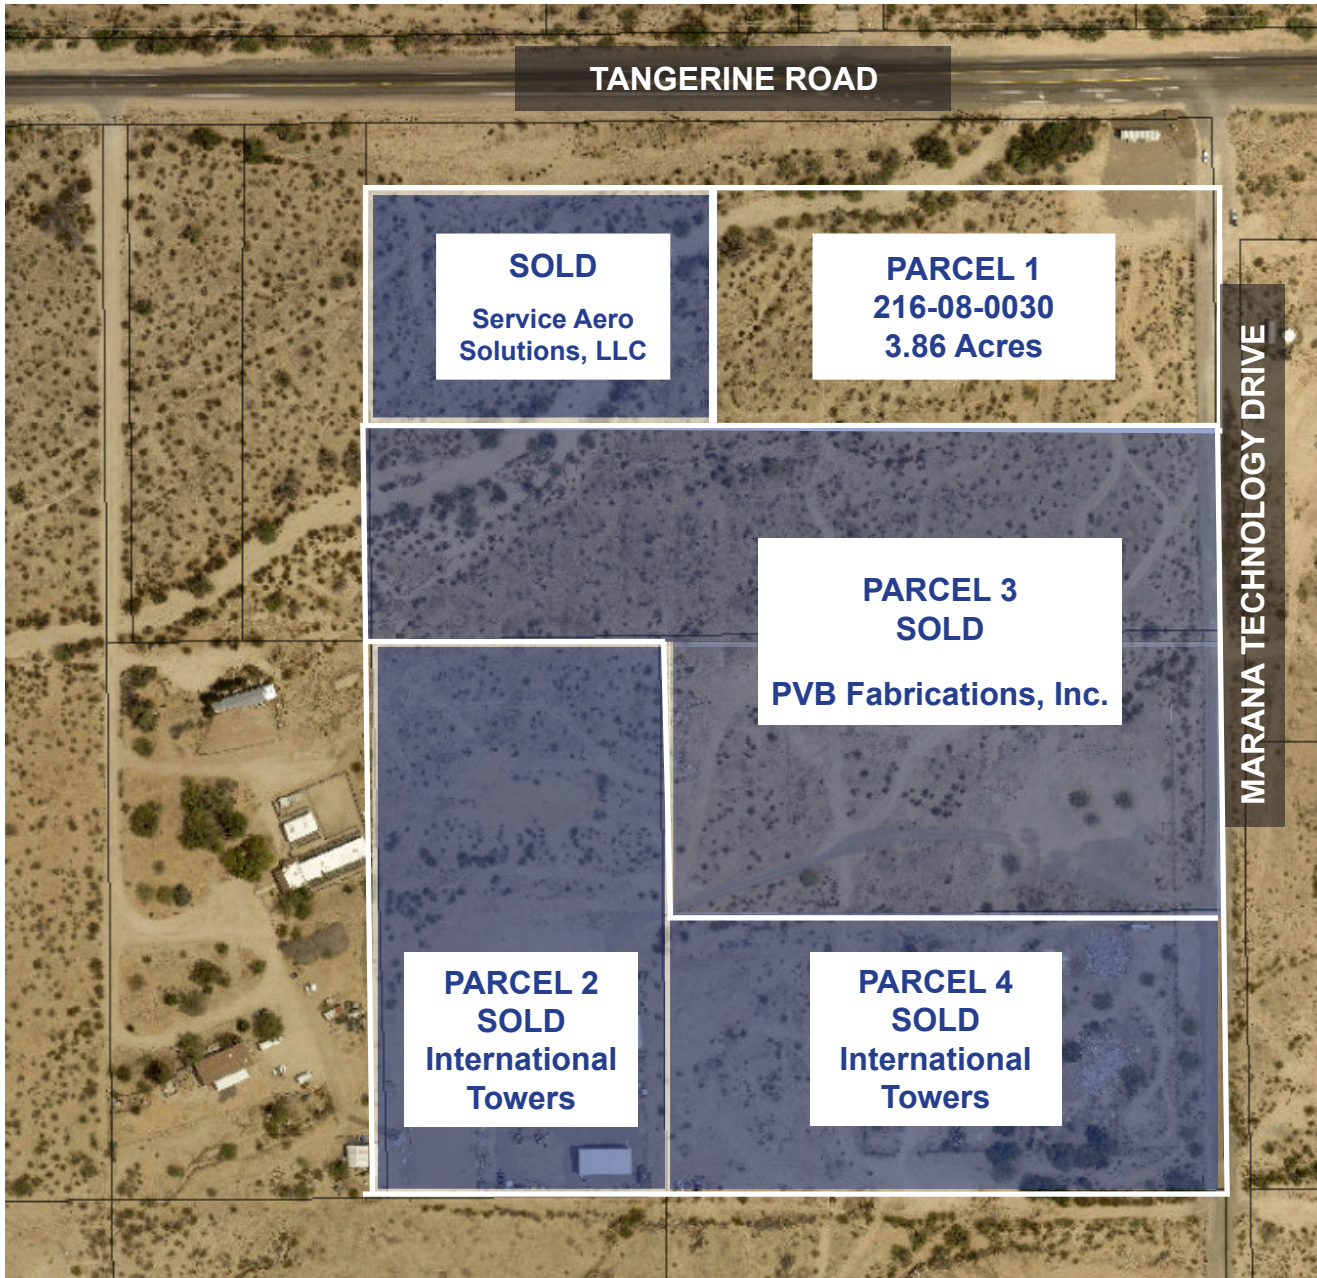 TANGERINE ROAD
SOLD
Service Aero
Solutions, LLC
PARCEL 1
216-08-0030
3.86 Acres
MARANA TECHNOLOGY DRIVE
PARCEL 3
SOLD
PVB Fabrications, Inc.
PARCEL 2
SOLD
International
Towers
PARCEL 4
SOLD
International
Towers